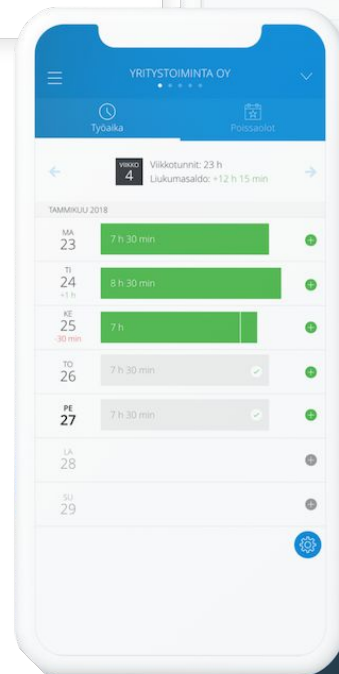 YRITYSTOIMINTA OY
Työaika
Poissaolot
VIIKKO
4
Viikkotunnit: 23 h
Liukumasaldo: +12 h 15 min
TAMMIKUU 2018
MA
23
7 h 30 min
TI
24
+1 h
8 h 30 min
KE
25
-30 min
7 h
TO
26
7 h 30 min
PE
27
7 h 30 min
LA
28
SU
29